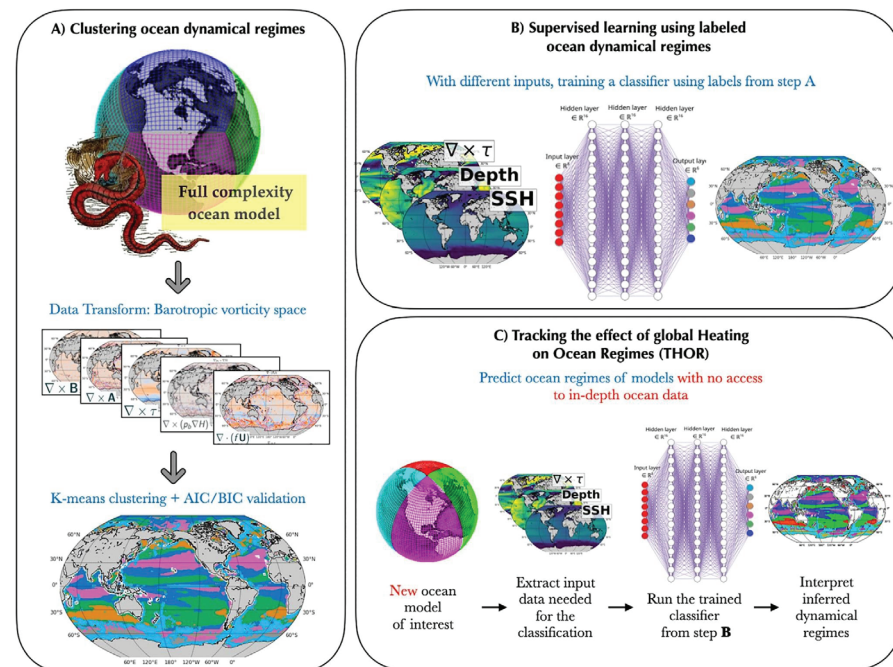 A) Clustering ocean dynamical regimes
Full complexity
ocean model
Data Transform: Barotropic vorticity space
∇ × B
∇ × A
∇ × τ
∇ × (p_b∇H)
∇ · (fU)
K-means clustering + AIC/BIC validation
60°N
30°N
0°
30°S
60°S
60°N
30°N
0°
30°S
60°S
60°E 120°E 180° 120°W 60°W 0°
B) Supervised learning using labeled
ocean dynamical regimes
With different inputs, training a classifier using labels from step A
Hidden layer Hidden layer Hidden layer
Input layer
Output layer
∇ × τ
Depth
SSH
C) Tracking the effect of global Heating
on Ocean Regimes (THOR)
Predict ocean regimes of models with no access
to in-depth ocean data
Hidden layer Hidden layer Hidden layer
Input layer
Output layer
∇ × τ
Depth
SSH
New ocean
model
of interest
Extract input
data needed
for the
classification
Run the trained
classifier
from step B
Interpret
inferred
dynamical
regimes